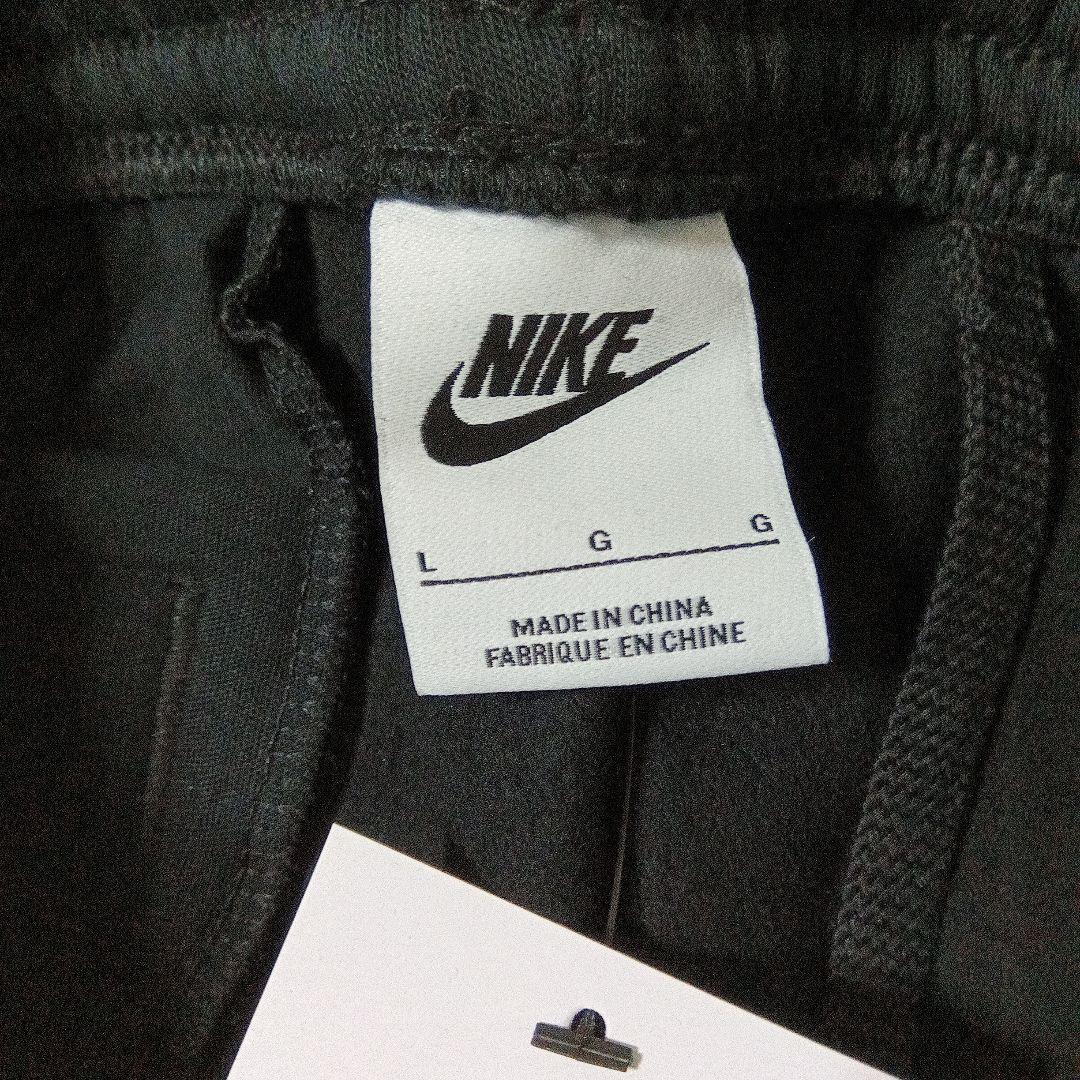 NIKE
L G G
MADE IN CHINA
FABRIQUE EN CHINE